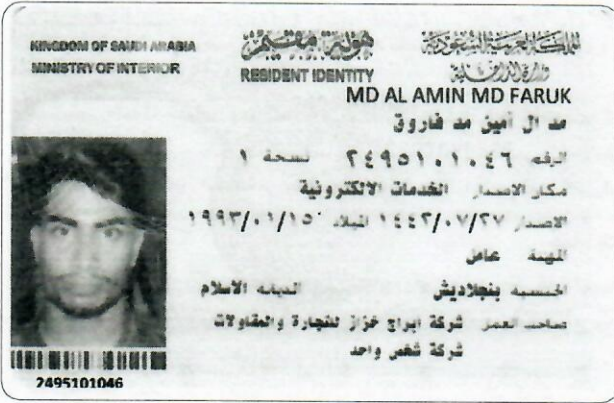 KINGDOM OF SAUDI ARABIA
MINISTRY OF INTERIOR
هوية مقيم
RESIDENT IDENTITY
المملكة العربية السعودية
وزارة الداخلية
MD AL AMIN MD FARUK
مد ال امين مد فاروق
الرقم ٢٤٩٥١٠١٠٤٦ نسخة ١
مكان الاصدار الخدمات الالكترونية
الاصدار ١٤٤٢/٠٧/٢٧ الميلاد ١٩٩٣/٠١/١٥
المهنة عامل
الجنسية بنجلاديش الديانة الاسلام
صاحب العمل شركة ابراج خزاز للتجارة والمقاولات
شركة شخص واحد
2495101046